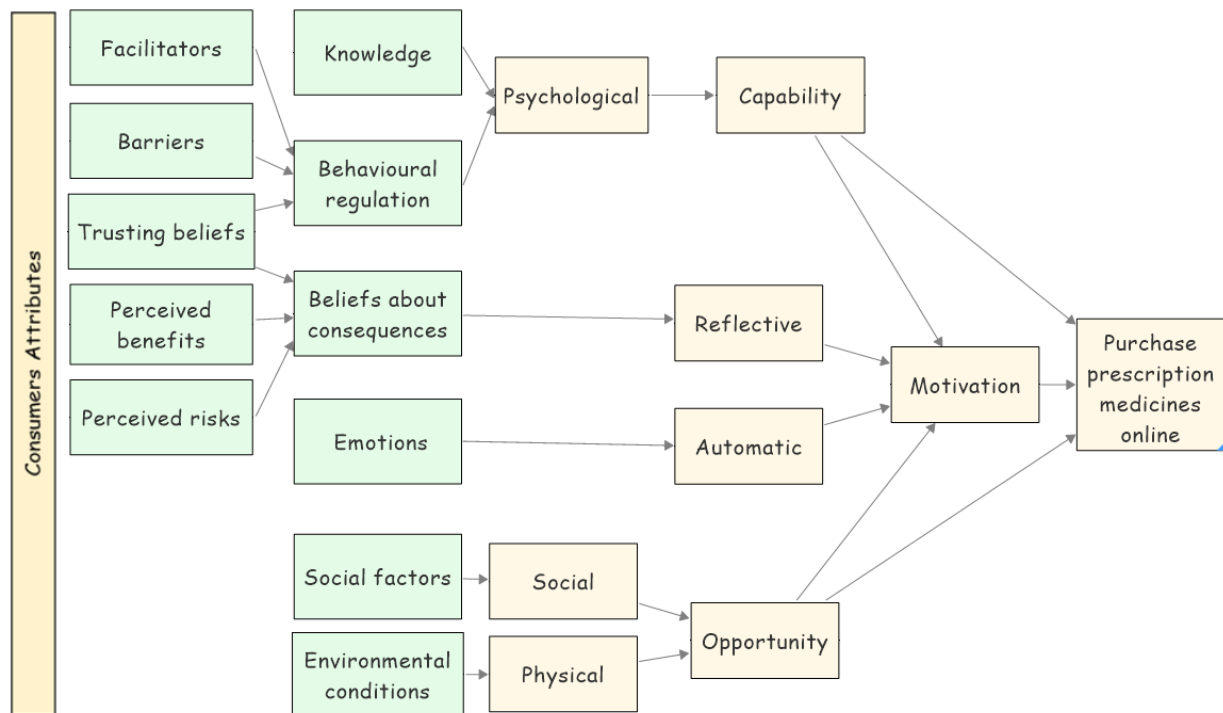 Consumers Attributes
Facilitators
Barriers
Trusting beliefs
Perceived
benefits
Perceived risks
Knowledge
Behavioural
regulation
Beliefs about
consequences
Emotions
Social factors
Environmental
conditions
Psychological
Social
Physical
Capability
Reflective
Automatic
Opportunity
Motivation
Purchase
prescription
medicines
online